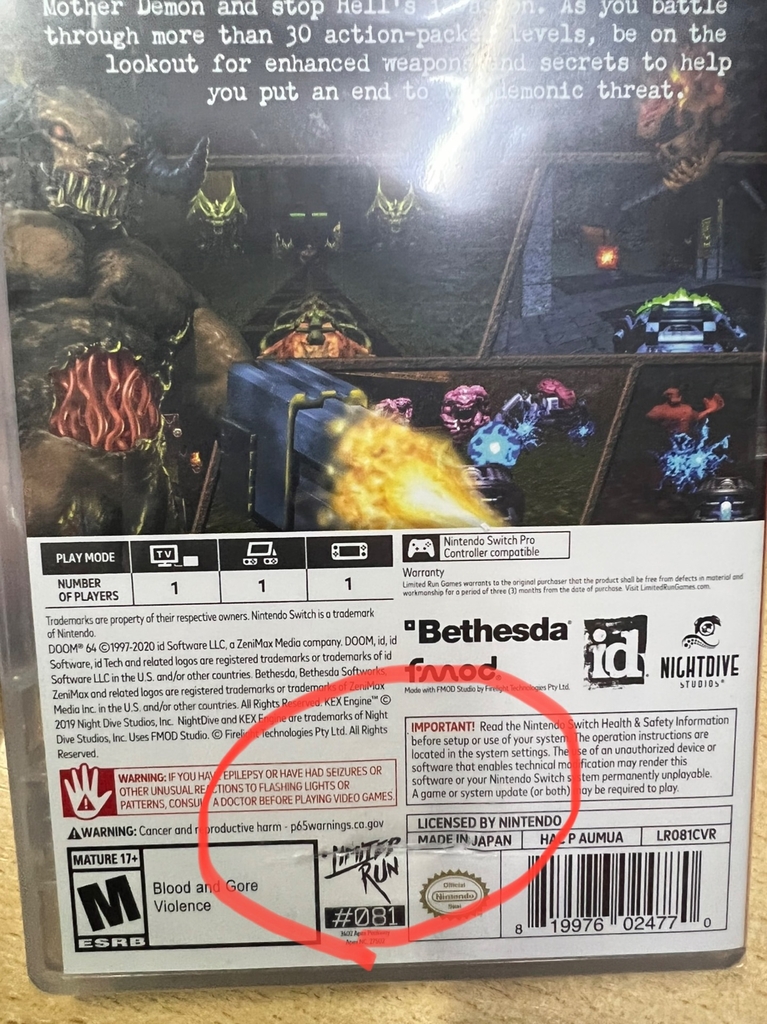 Mother Demon and stop Hell's . As you battle
through more than 30 action-packed levels, be on the
lookout for enhanced weapons and secrets to help
you put an end to demonic threat.
PLAY MODE
TV
NUMBER
OF PLAYERS
1
1
1
Nintendo Switch Pro
Controller compatible
Warranty
Limited Run Games warrants to the original purchaser that the product shall be free from defects in material and
workmanship for a period of three (3) months from the date of purchase. Visit LimitedRunGames.com.
Trademarks are property of their respective owners. Nintendo Switch is a trademark
of Nintendo.
DOOM® 64 ©1997-2020 id Software LLC, a ZeniMax Media company. DOOM, id, id
Software, id Tech and related logos are registered trademarks or trademarks of id
Software LLC in the U.S. and/or other countries. Bethesda, Bethesda Softworks,
ZeniMax and related logos are registered trademarks or trademarks of ZeniMax
Media Inc. in the U.S. and/or other countries. All Rights Reserved. KEX Engine™ ©
2019 Night Dive Studios, Inc. NightDive and KEX Engine are trademarks of Night
Dive Studios, Inc. Uses FMOD Studio. © Firelight Technologies Pty Ltd. All Rights
Reserved.
Bethesda®
id
NIGHTDIVE
STUDIOS®
fmod
Made with FMOD Studio by Firelight Technologies Pty Ltd.
WARNING: IF YOU HAVE EPILEPSY OR HAVE HAD SEIZURES OR
OTHER UNUSUAL REACTIONS TO FLASHING LIGHTS OR
PATTERNS, CONSULT A DOCTOR BEFORE PLAYING VIDEO GAMES
WARNING: Cancer and reproductive harm - p65warnings.ca.gov
IMPORTANT! Read the Nintendo Switch Health & Safety Information
before setup or use of your system. The operation instructions are
located in the system settings. The use of an unauthorized device or
software that enables technical modification may render this
software or your Nintendo Switch system permanently unplayable.
A game or system update (or both) may be required to play.
MATURE 17+
M
ESRB
Blood and Gore
Violence
LIMITED
RUN
#081
LICENSED BY NINTENDO
MADE IN JAPAN
HAC P AUMUA
LR081CVR
Official
Nintendo
Seal
8 19976 02477 0